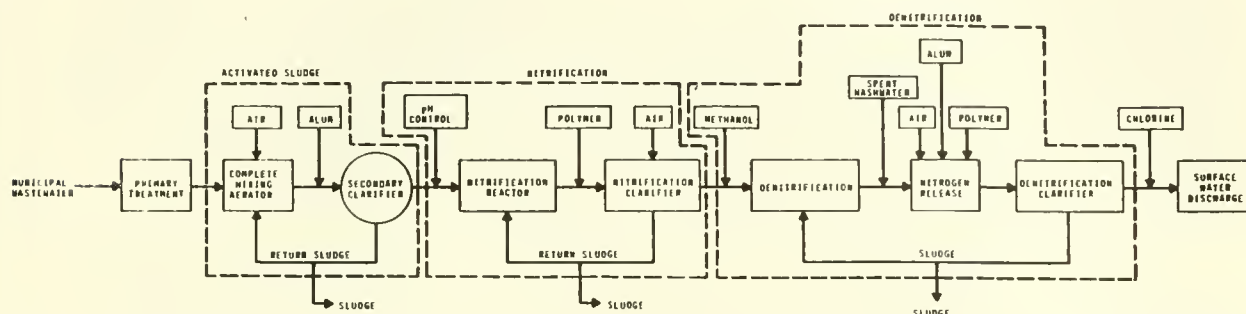 DENITRIFICATION
ACTIVATED SLUDGE
NITRIFICATION
ALUM
AIR
ALUM
pH
CONTROL
POLYMER
AIR
METHANOL
SPENT
WASHWATER
AIR
POLYMER
CHLORINE
MUNICIPAL
WASTEWATER
PRIMARY
TREATMENT
COMPLETE
MIXING
AERATOR
SECONDARY
CLARIFIER
NITRIFICATION
REACTOR
NITRIFICATION
CLARIFIER
DENITRIFICATION
NITROGEN
RELEASE
DENITRIFICATION
CLARIFIER
SURFACE
WATER
DISCHARGE
RETURN SLUDGE
RETURN SLUDGE
SLUDGE
SLUDGE
SLUDGE
SLUDGE